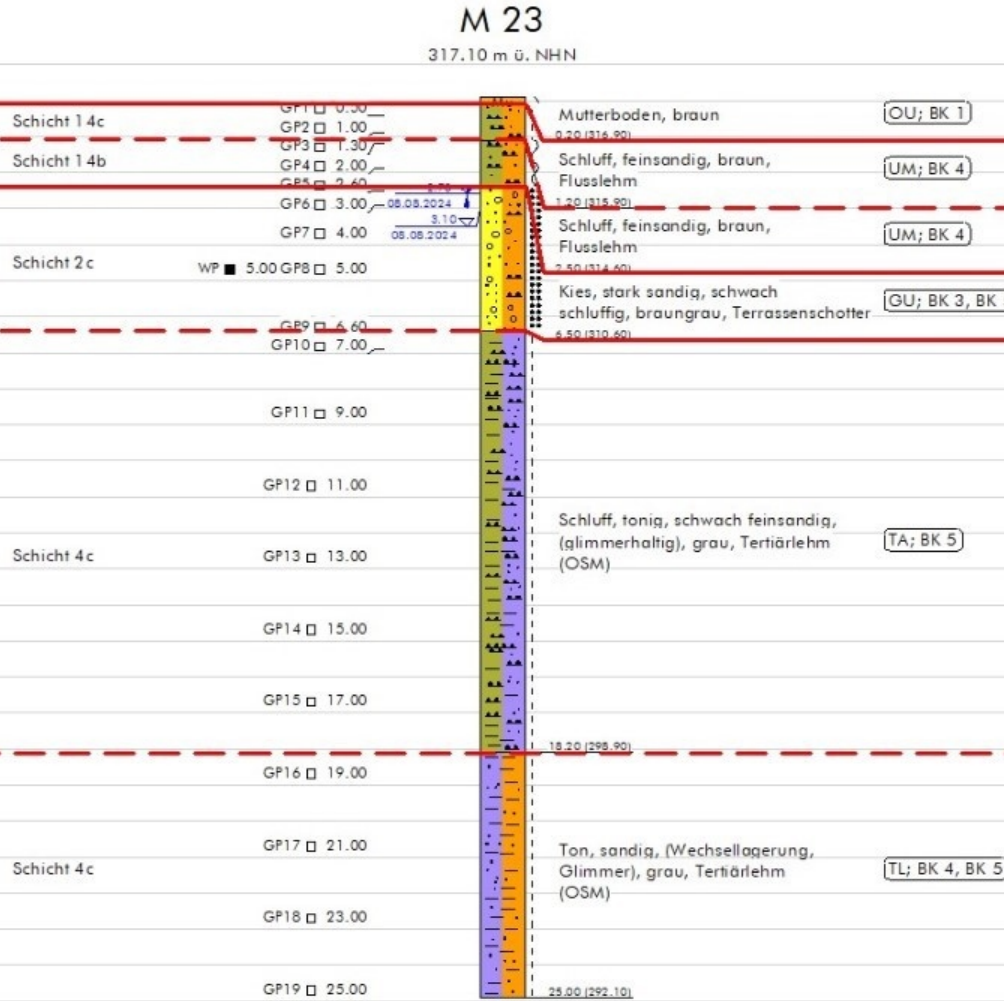 M 23
317.10 m ü. NHN
GP1 0.50
Mutterboden, braun
OU; BK 1
Schicht 14c
GP2 1.00
0.20 (316.90)
GP3 1.30
Schicht 14b
GP4 2.00
Schluff, feinsandig, braun,
Flusslehm
UM; BK 4
GP5 2.60
GP6 3.00
08.08.2024
1.20 (315.90)
3.10
08.08.2024
GP7 4.00
Schluff, feinsandig, braun,
Flusslehm
UM; BK 4
Schicht 2c
WP 5.00 GP8 5.00
2.50 (314.60)
Kies, stark sandig, schwach
schluffig, braungrau, Terrassenschotter
GU; BK 3, BK
GP9 6.60
6.50 (310.60)
GP10 7.00
GP11 9.00
GP12 11.00
Schluff, tonig, schwach feinsandig,
(glimmerhaltig), grau, Tertiärlehm
(OSM)
TA; BK 5
Schicht 4c
GP13 13.00
GP14 15.00
GP15 17.00
18.20 (298.90)
GP16 19.00
GP17 21.00
Ton, sandig, (Wechsellagerung,
Glimmer), grau, Tertiärlehm
(OSM)
TL; BK 4, BK 5
Schicht 4c
GP18 23.00
GP19 25.00
25.00 (292.10)